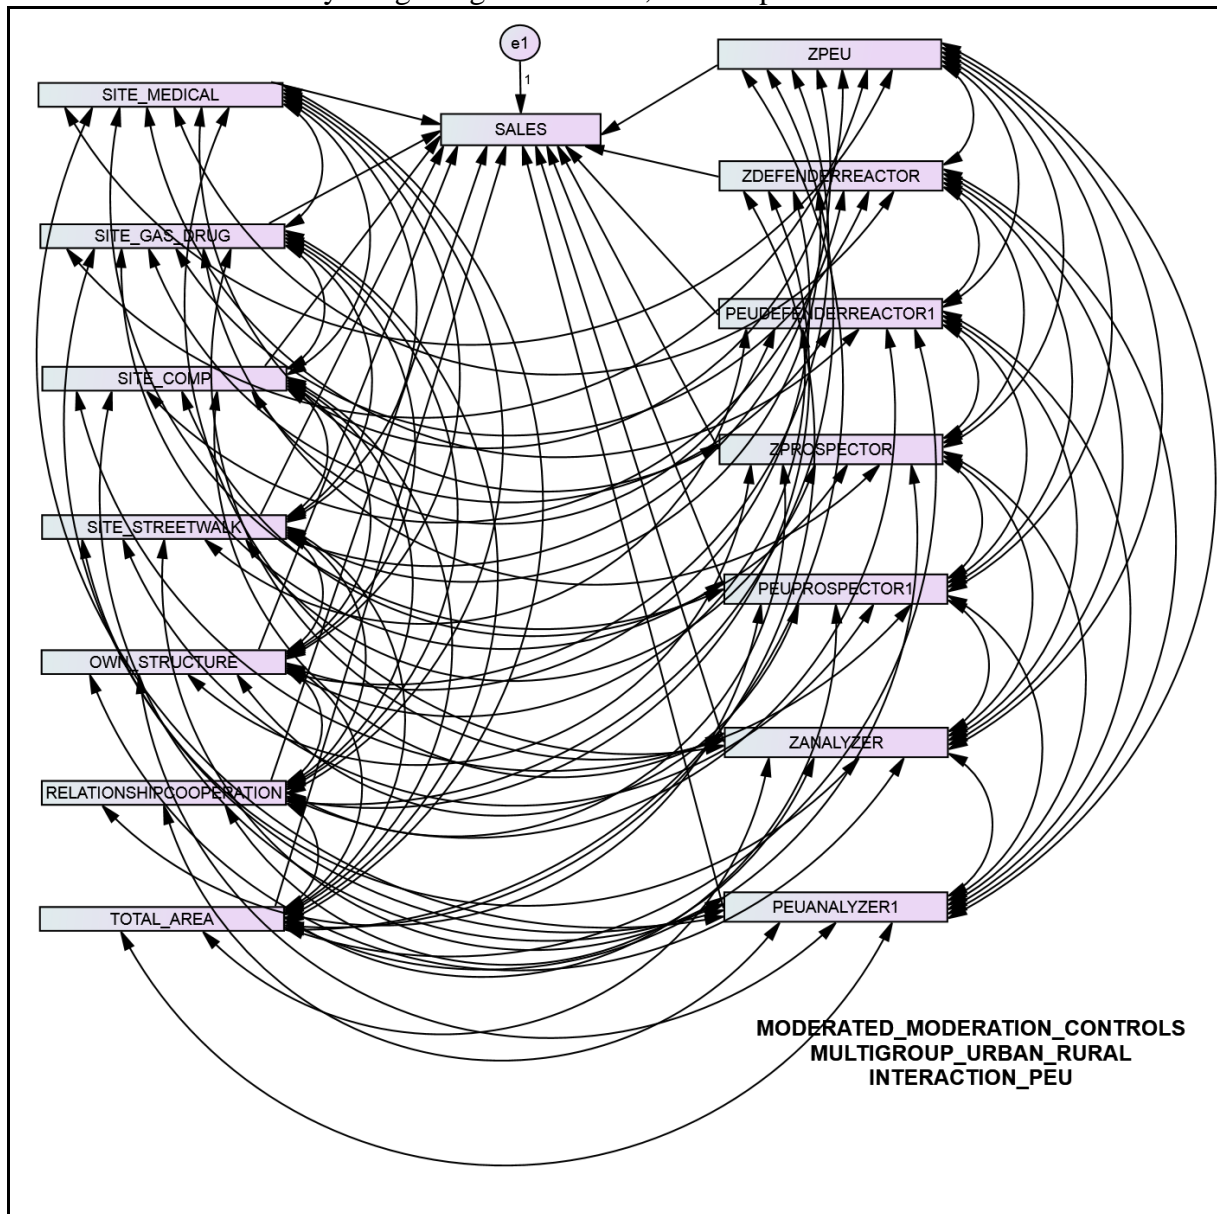 e1
1
SALES
SITE_MEDICAL
SITE_GAS_DRUG
SITE_COMP
SITE_STREETWALK
OWN_STRUCTURE
RELATIONSHIPCOOPERATION
TOTAL_AREA
ZPEU
ZDEFENDERREACTOR
PEUDEFENDERREACTOR1
ZPROSPECTOR
PEUPROSPECTOR1
ZANALYZER
PEUANALYZER1
MODERATED_MODERATION_CONTROLS
MULTIGROUP_URBAN_RURAL
INTERACTION_PEU